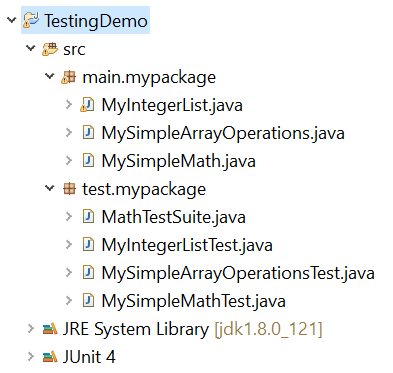 TestingDemo
src
main.mypackage
MyIntegerList.java
MySimpleArrayOperations.java
MySimpleMath.java
test.mypackage
MathTestSuite.java
MyIntegerListTest.java
MySimpleArrayOperationsTest.java
MySimpleMathTest.java
JRE System Library [jdk1.8.0_121]
JUnit 4